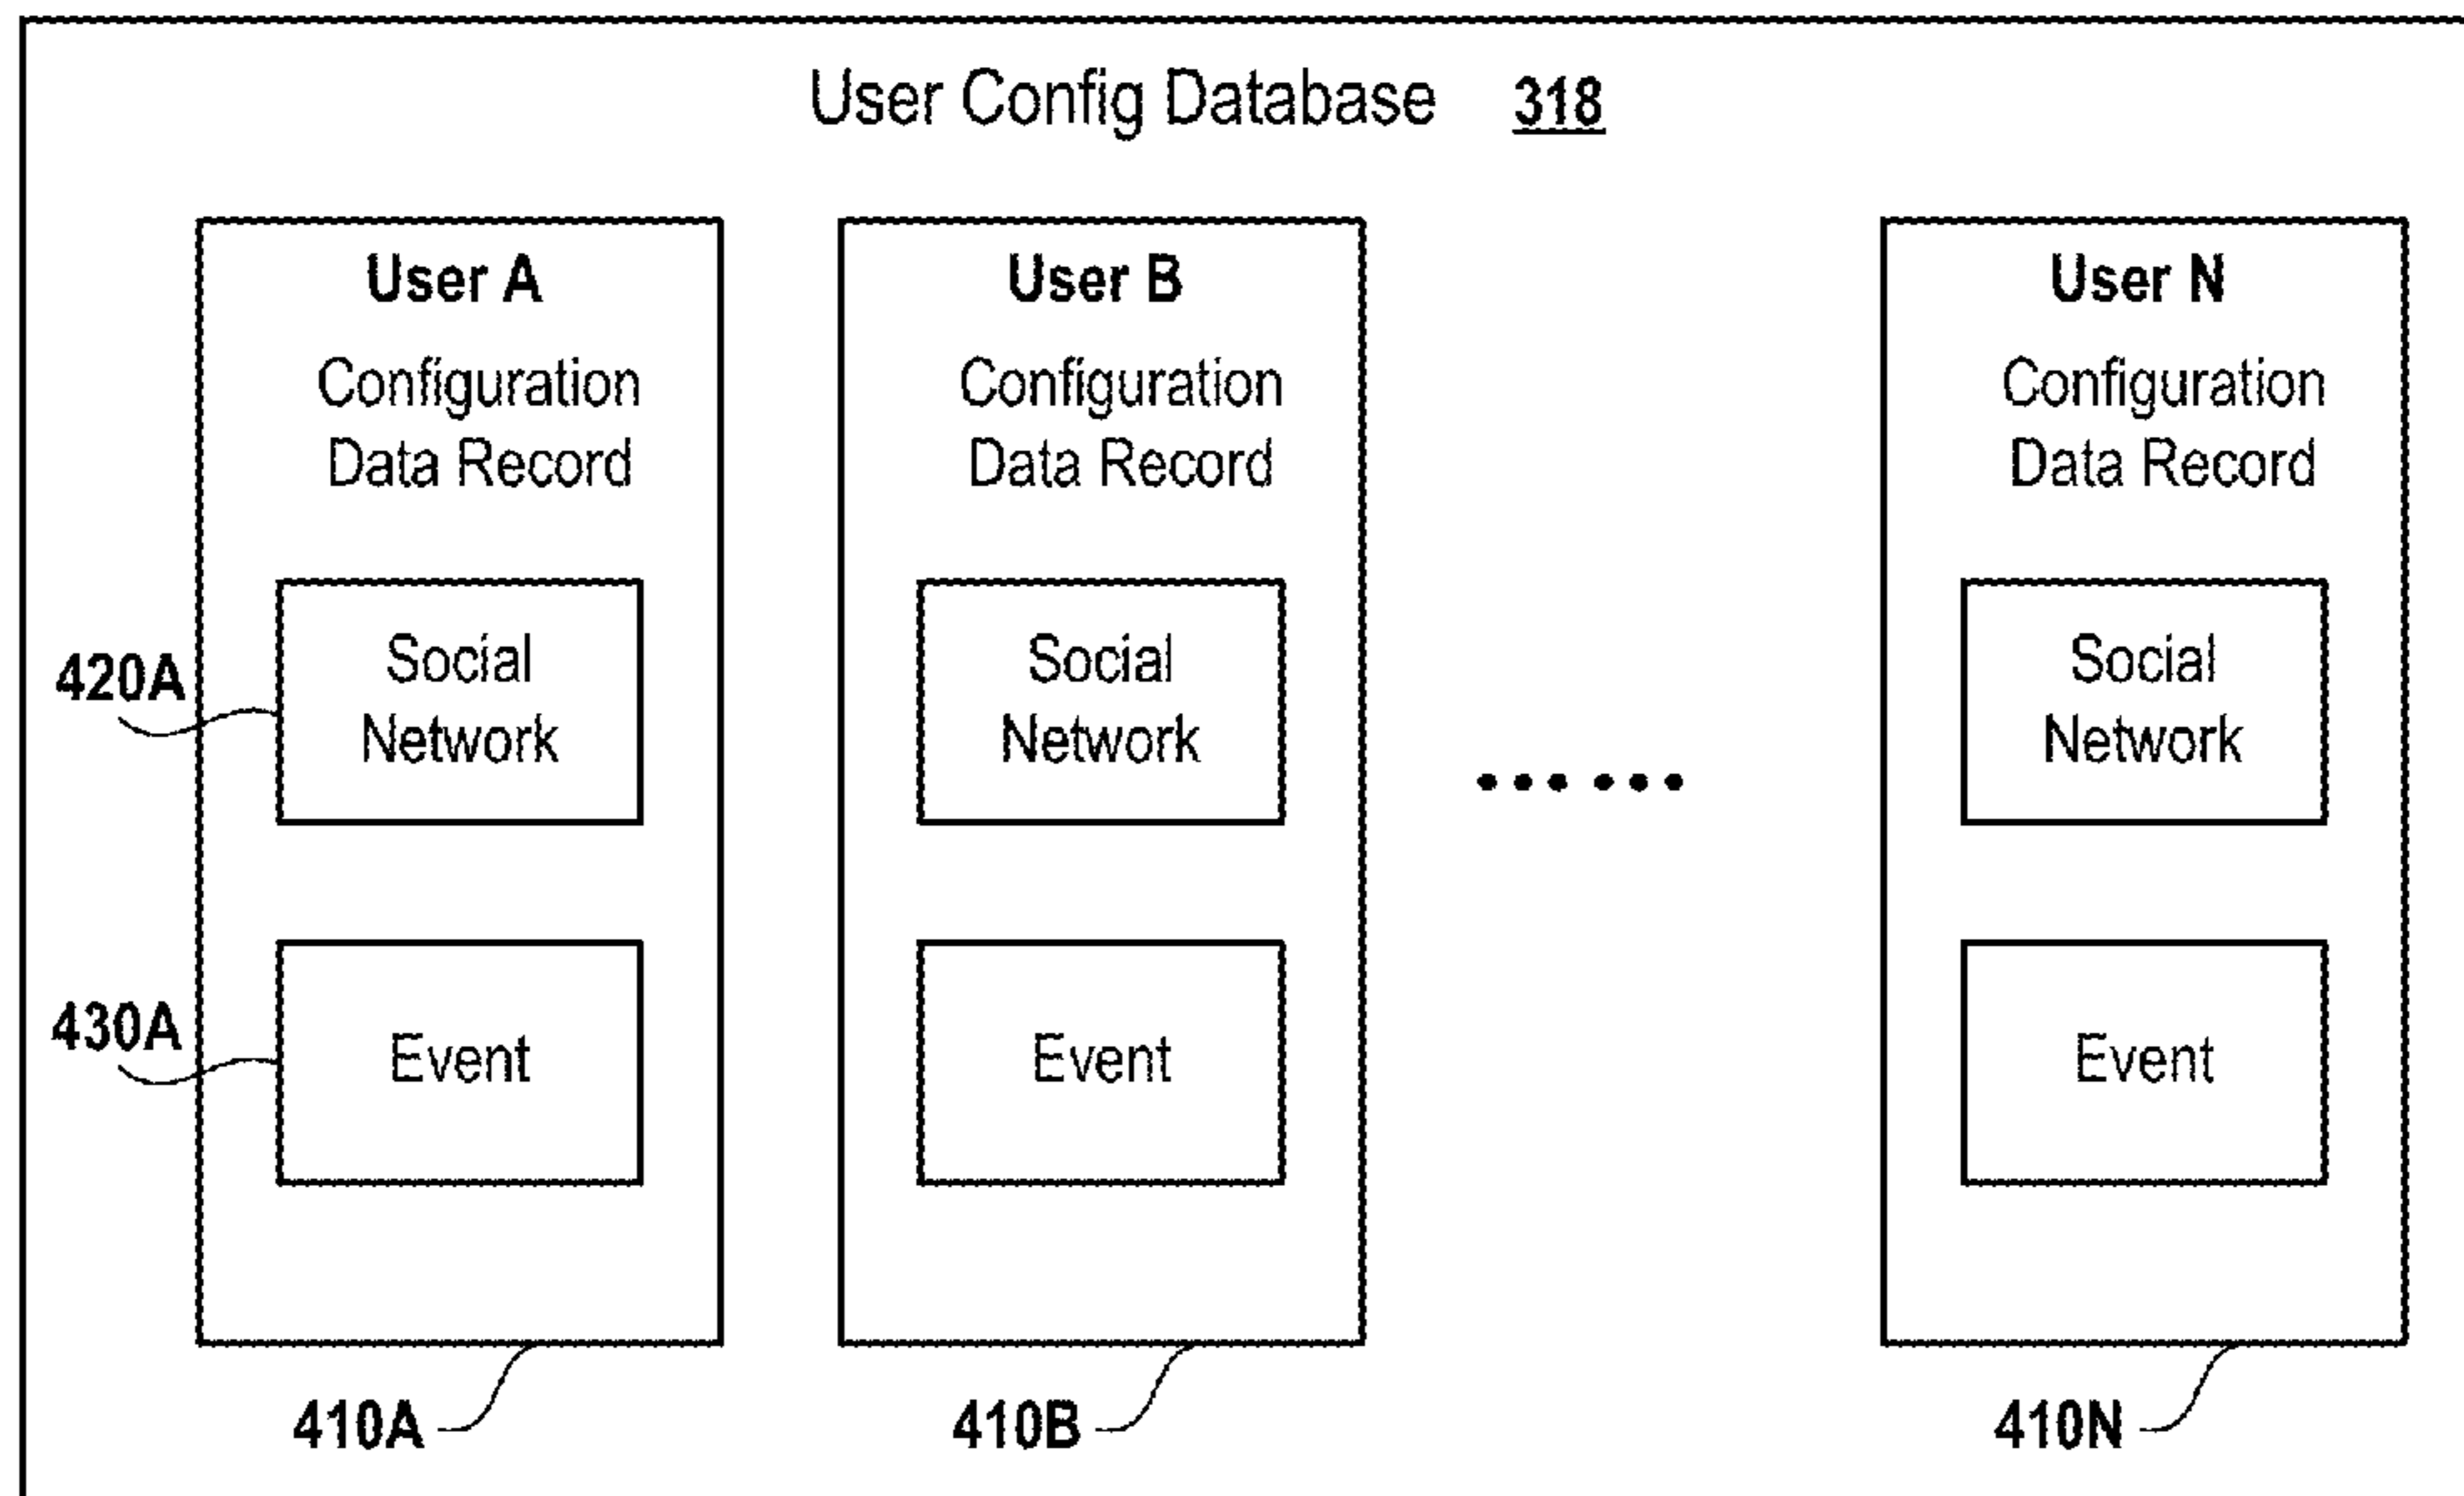 User Config Database 318
User A
Configuration
Data Record
Social
Network
Event
420A
430A
410A
User B
Configuration
Data Record
Social
Network
Event
410B
......
User N
Configuration
Data Record
Social
Network
Event
410N